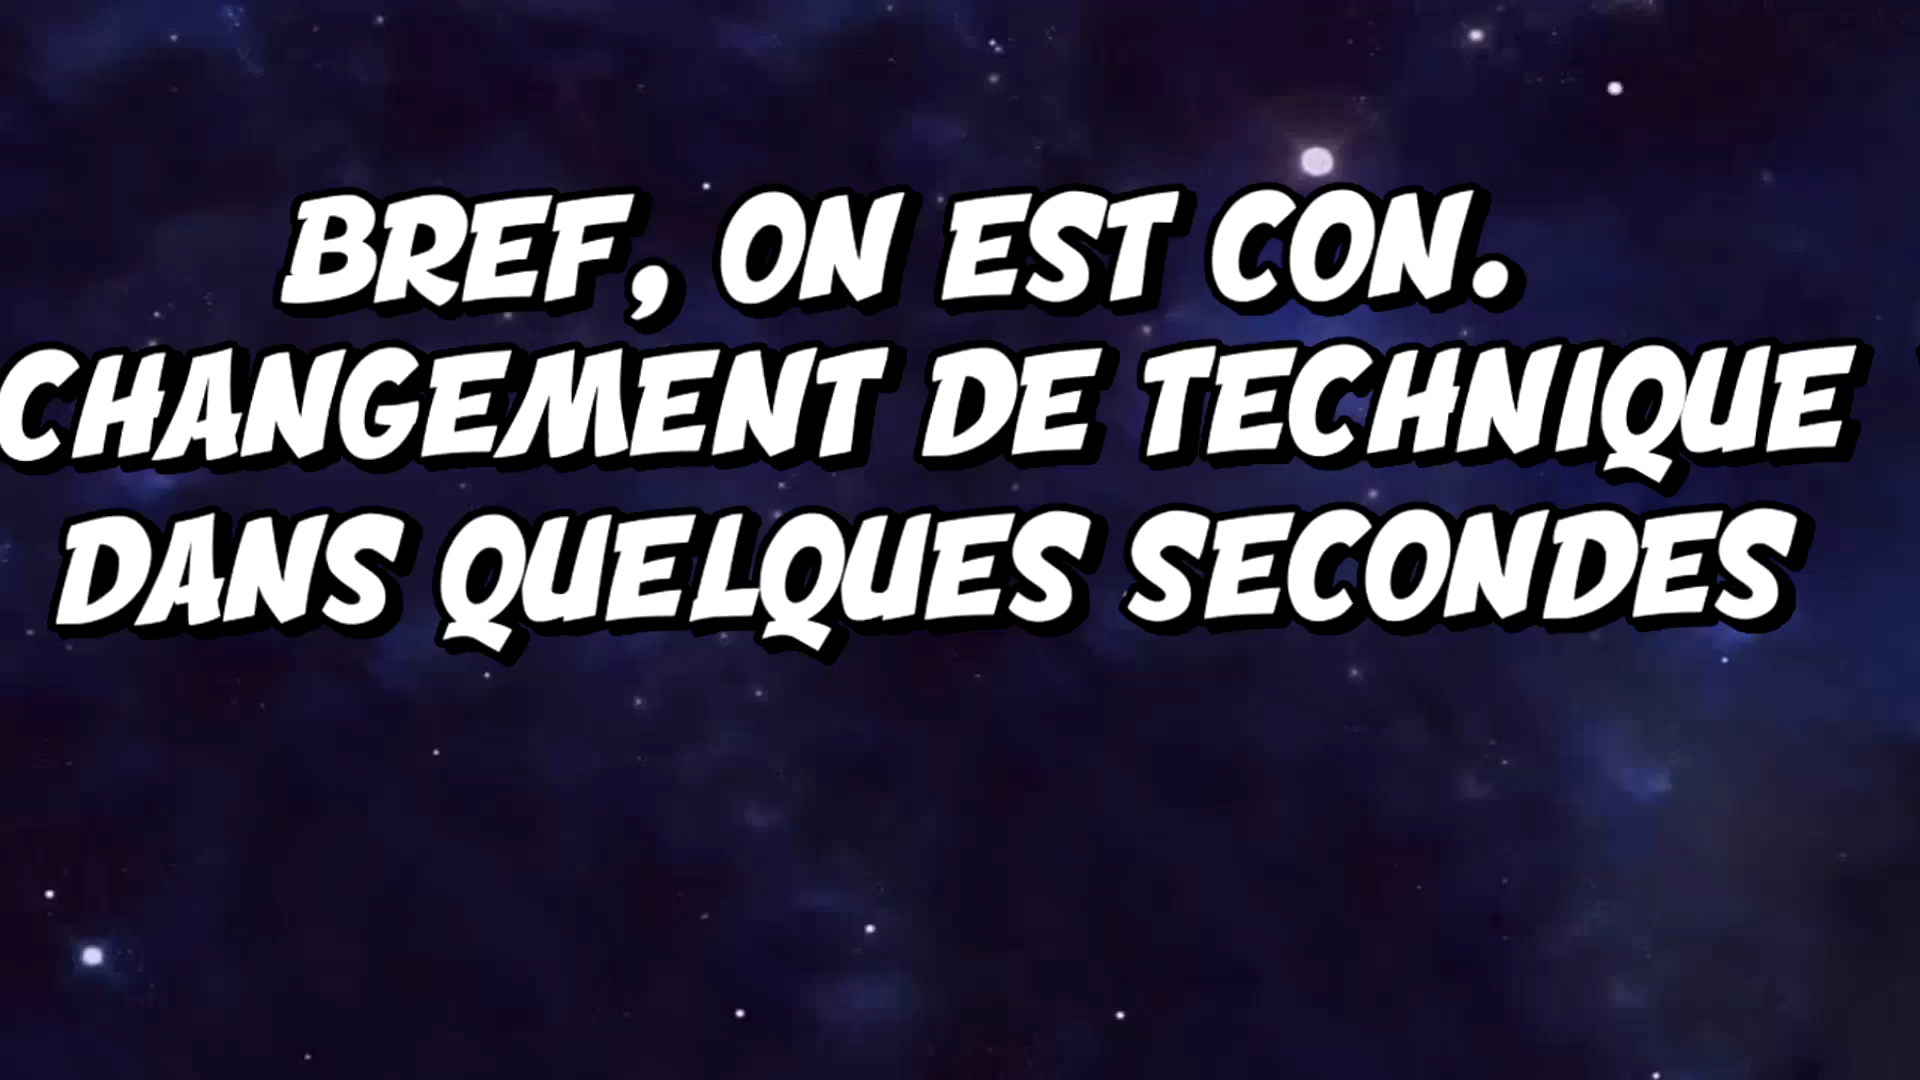 BREF, ON EST CON.
CHANGEMENT DE TECHNIQUE
DANS QUELQUES SECONDES